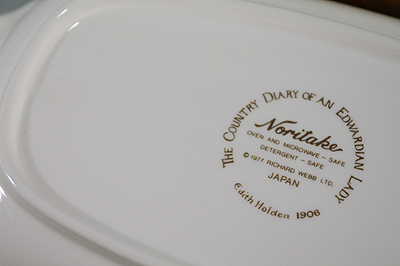 THE COUNTRY DIARY OF AN EDWARDIAN LADY
Noritake
OVEN AND MICROWAVE-SAFE
DETERGENT-SAFE
©1977 RICHARD WEBB LTD.
JAPAN
Edith Holden 1906